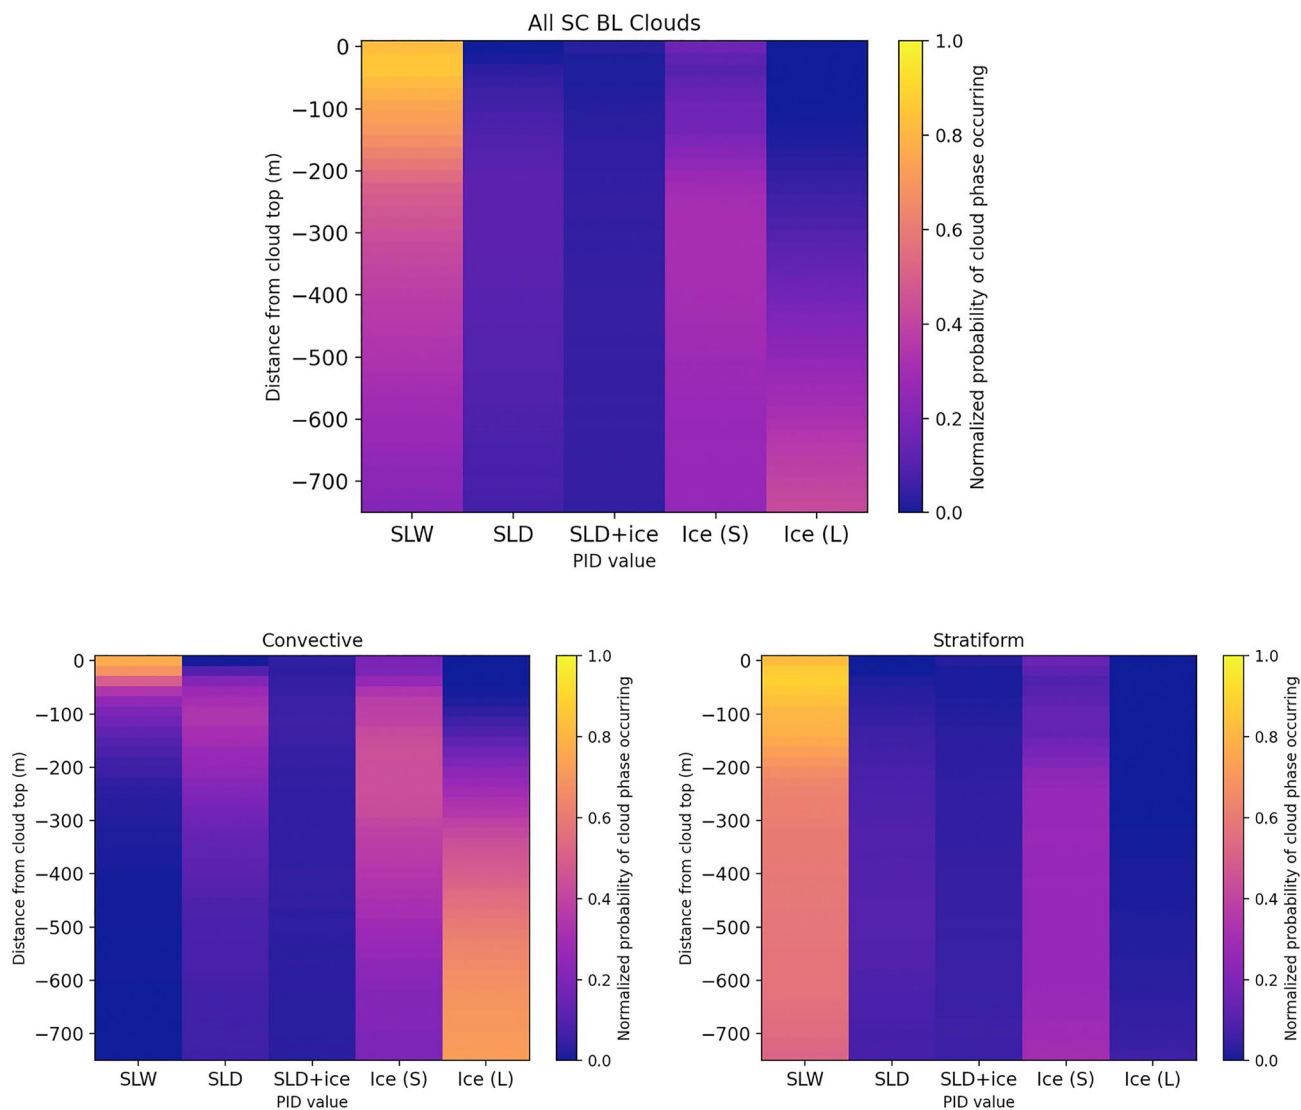 All SC BL Clouds
0
−100
−200
−300
−400
−500
−600
−700
Distance from cloud top (m)
SLW SLD SLD+ice Ice (S) Ice (L)
PID value
1.0
0.8
0.6
0.4
0.2
0.0
Normalized probability of cloud phase occurring
Convective
0
−100
−200
−300
−400
−500
−600
−700
Distance from cloud top (m)
SLW SLD SLD+ice Ice (S) Ice (L)
PID value
1.0
0.8
0.6
0.4
0.2
0.0
Normalized probability of cloud phase occurring
Stratiform
0
−100
−200
−300
−400
−500
−600
−700
Distance from cloud top (m)
SLW SLD SLD+ice Ice (S) Ice (L)
PID value
1.0
0.8
0.6
0.4
0.2
0.0
Normalized probability of cloud phase occurring